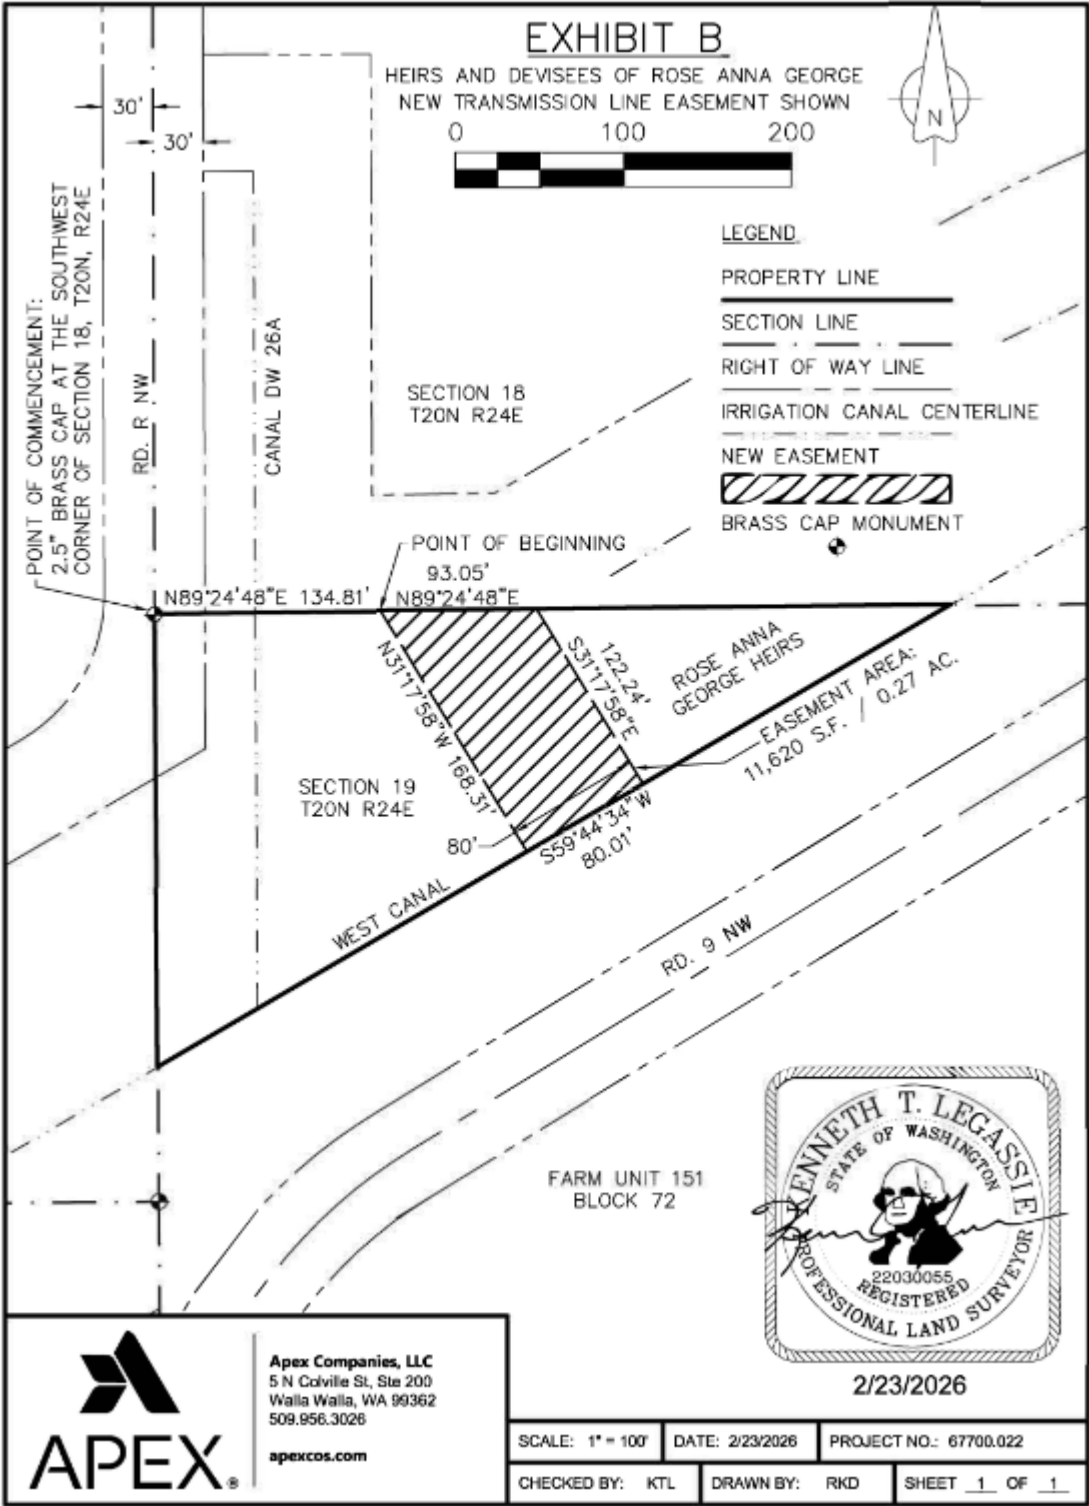 EXHIBIT B
HEIRS AND DEVISEES OF ROSE ANNA GEORGE
NEW TRANSMISSION LINE EASEMENT SHOWN
0 100 200
N
30'
30'
POINT OF COMMENCEMENT:
2.5" BRASS CAP AT THE SOUTHWEST
CORNER OF SECTION 18, T20N, R24E
RD. R NW
CANAL DW 26A
SECTION 18
T20N R24E
LEGEND
PROPERTY LINE
SECTION LINE
RIGHT OF WAY LINE
IRRIGATION CANAL CENTERLINE
NEW EASEMENT
BRASS CAP MONUMENT
POINT OF BEGINNING
93.05'
N89°24'48"E 134.81'
N89°24'48"E
N31°17'58"W 168.31'
122.24'
S31°17'58"E
ROSE ANNA
GEORGE HEIRS
EASEMENT AREA:
11,620 S.F. / 0.27 AC.
SECTION 19
T20N R24E
80'
S59°44'34"W
80.01'
WEST CANAL
RD. 9 NW
FARM UNIT 151
BLOCK 72
KENNETH T. LEGASSIE
STATE OF WASHINGTON
22030055
REGISTERED
PROFESSIONAL LAND SURVEYOR
2/23/2026
APEX®
Apex Companies, LLC
5 N Colville St, Ste 200
Walla Walla, WA 99362
509.956.3026
apexcos.com
SCALE: 1" = 100'
DATE: 2/23/2026
PROJECT NO.: 67700.022
CHECKED BY: KTL
DRAWN BY: RKD
SHEET 1 OF 1